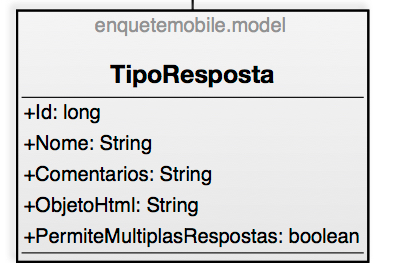 enquetemobile.model
TipoResposta
+Id: long
+Nome: String
+Comentarios: String
+ObjetoHtml: String
+PermiteMultiplasRespostas: boolean